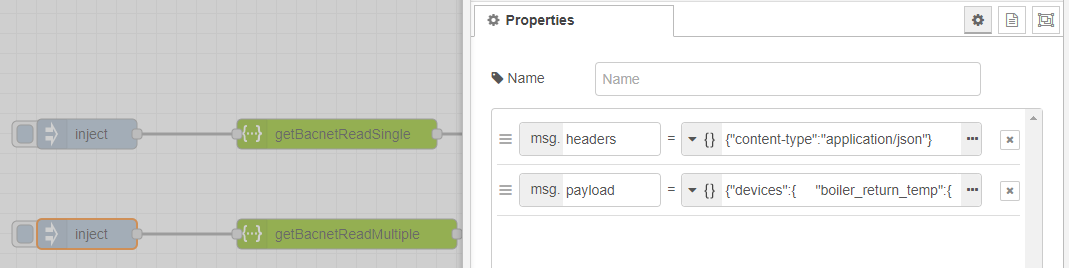 Properties
Name
Name
inject
getBacnetReadSingle
msg. headers = {} {"content-type":"application/json"} •••
msg. payload = {} {"devices":{ "boiler_return_temp":{ •••
inject
{··} getBacnetReadMultiple